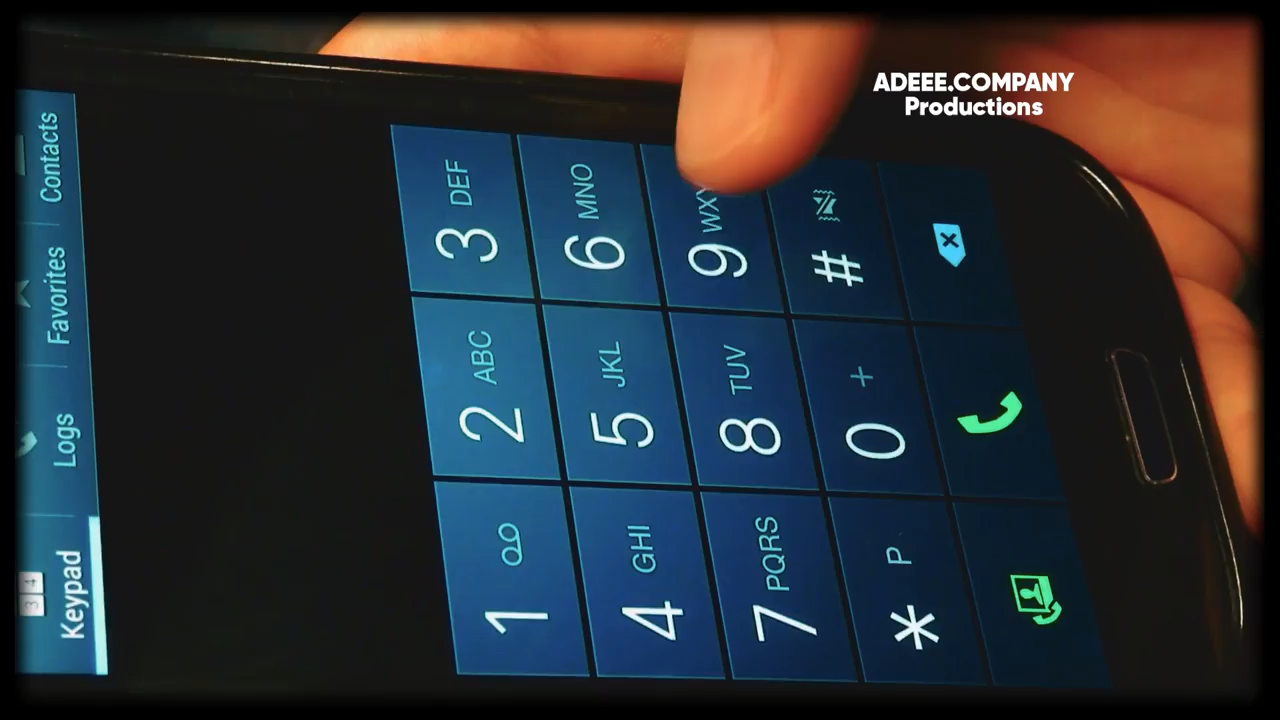 ADEEE.COMPANY
Productions
Keypad
Logs
Favorites
Contacts
1
2 ABC
3 DEF
4 GHI
5 JKL
6 MNO
7 PQRS
8 TUV
9 WXY
* P
0 +
#